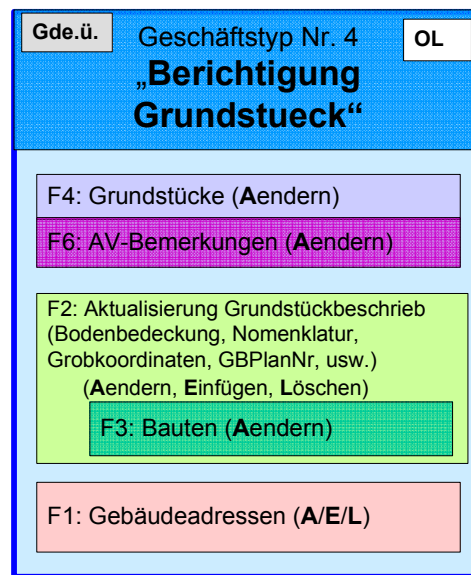 Gde.ü.
Geschäftstyp Nr. 4
OL
„Berichtigung
Grundstueck“
F4: Grundstücke (Aendern)
F6: AV-Bemerkungen (Aendern)
F2: Aktualisierung Grundstückbeschrieb
(Bodenbedeckung, Nomenklatur,
Grobkoordinaten, GBPlanNr, usw.)
(Aendern, Einfügen, Löschen)
F3: Bauten (Aendern)
F1: Gebäudeadressen (A/E/L)